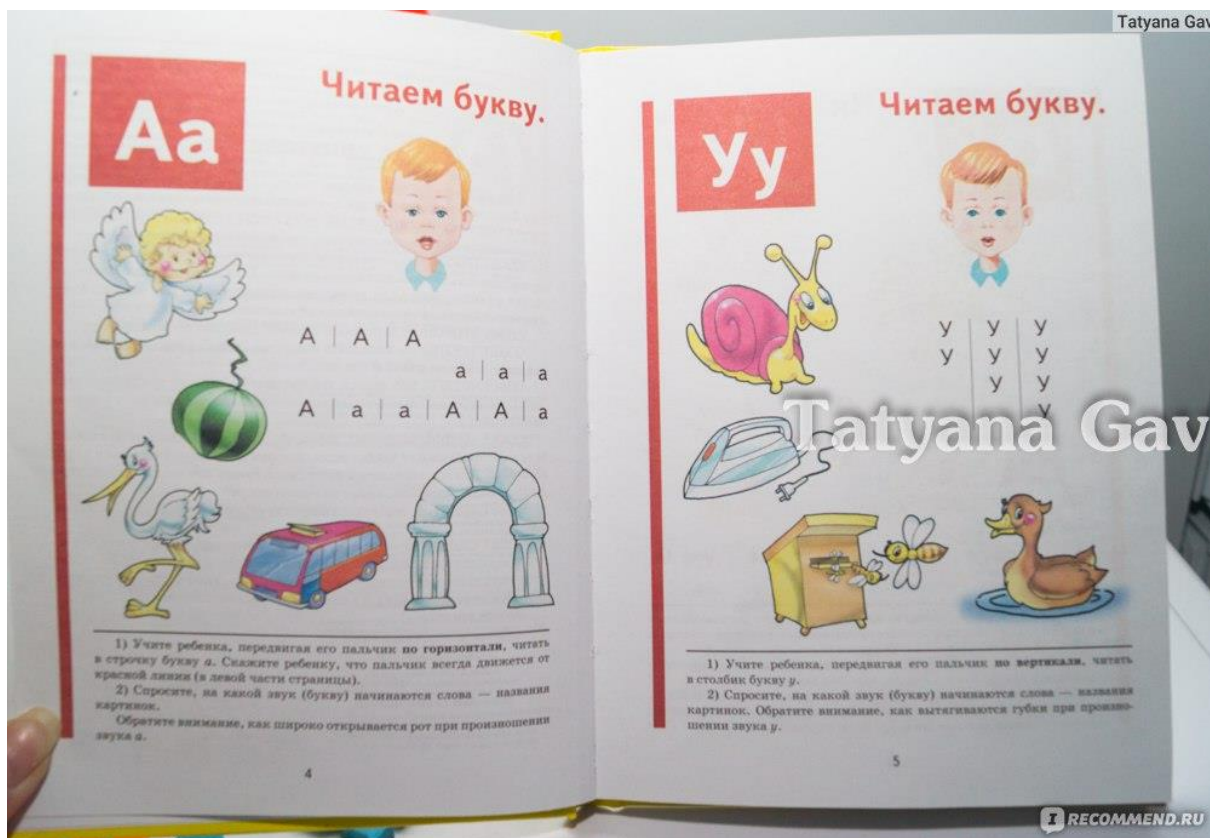 Tatyana Gav
Аа
Читаем букву.
А | А | А
а | а | а
А | а | а | А | А | а
1) Учите ребенка, передвигая его пальчик по горизонтали, читать
в строчку букву а. Скажите ребенку, что пальчик всегда движется от
красной линии (в левой части страницы).
2) Спросите, на какой звук (букву) начинаются слова — названия
картинок.
Обратите внимание, как широко открывается рот при произношении
звука а.
4
Уу
Читаем букву.
У | У | У
У | У | У
У | У
У
Tatyana Gav
1) Учите ребенка, передвигая его пальчик по вертикали, читать
в столбик букву у.
2) Спросите, на какой звук (букву) начинаются слова — названия
картинок. Обратите внимание, как вытягиваются губки при произно-
шении звука у.
5
RECOMMEND.RU